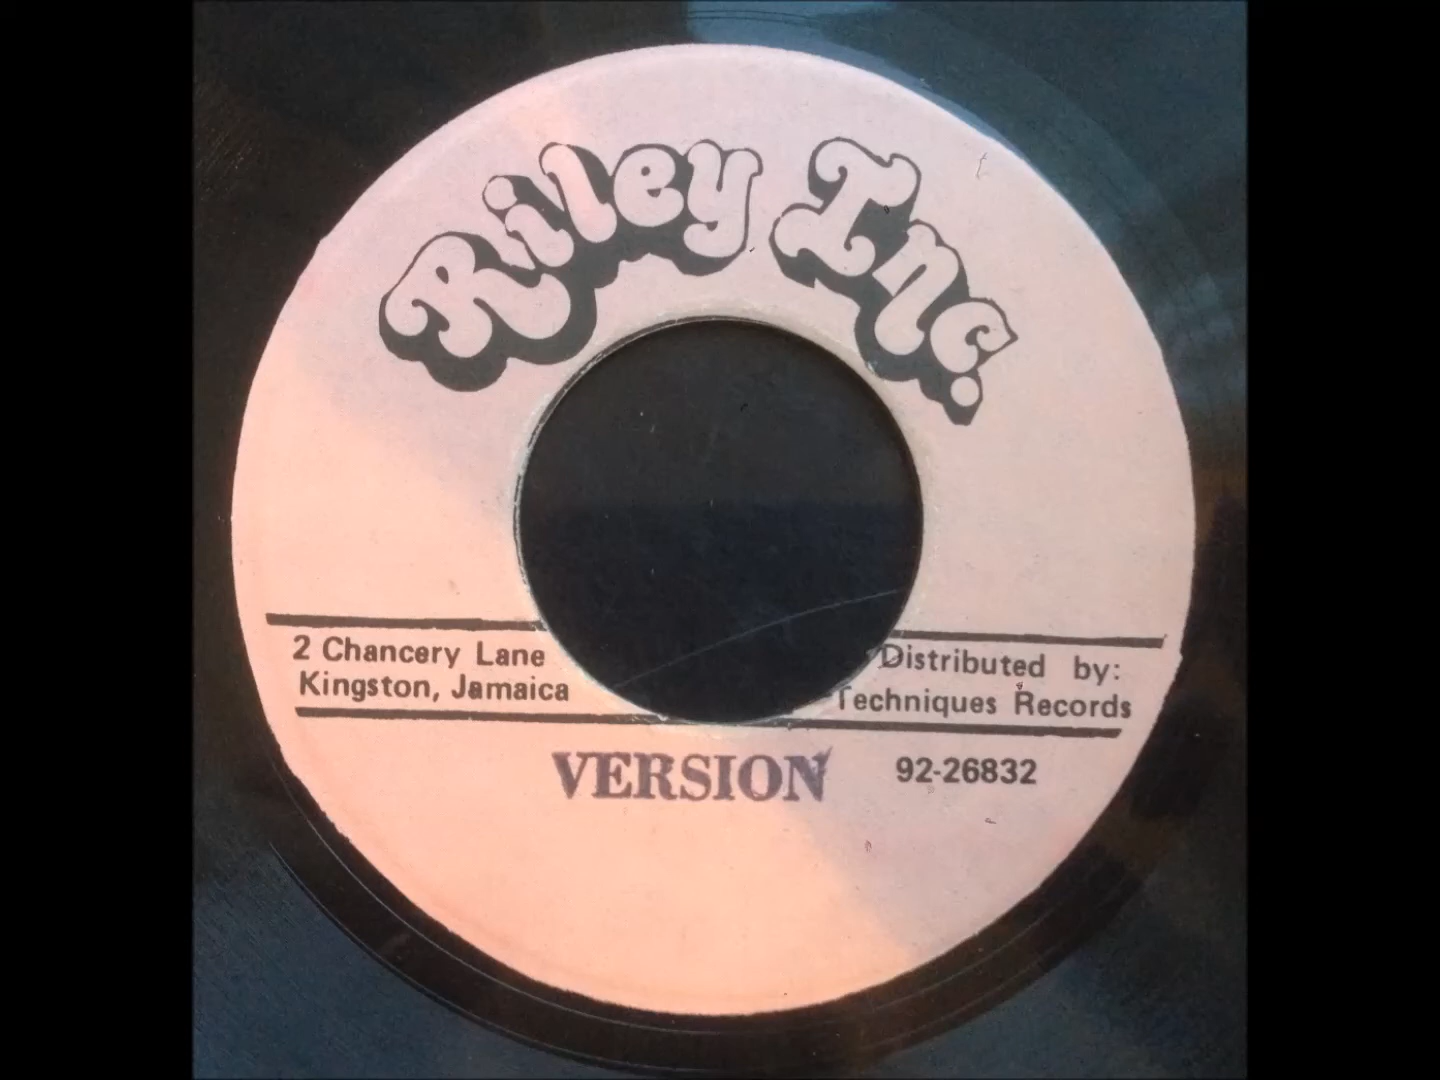 Riley Inc.
2 Chancery Lane
Kingston, Jamaica
Distributed by:
Techniques Records
VERSION
92-26832